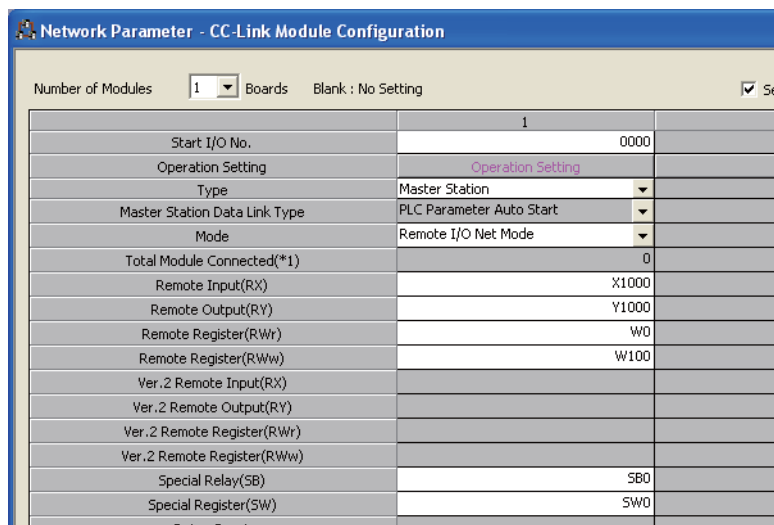 Network Parameter - CC-Link Module Configuration
Number of Modules 1 Boards Blank : No Setting
1
Start I/O No. 0000
Operation Setting Operation Setting
Type Master Station
Master Station Data Link Type PLC Parameter Auto Start
Mode Remote I/O Net Mode
Total Module Connected(*1) 0
Remote Input(RX) X1000
Remote Output(RY) Y1000
Remote Register(RWr) W0
Remote Register(RWw) W100
Ver.2 Remote Input(RX)
Ver.2 Remote Output(RY)
Ver.2 Remote Register(RWr)
Ver.2 Remote Register(RWw)
Special Relay(SB) SB0
Special Register(SW) SW0